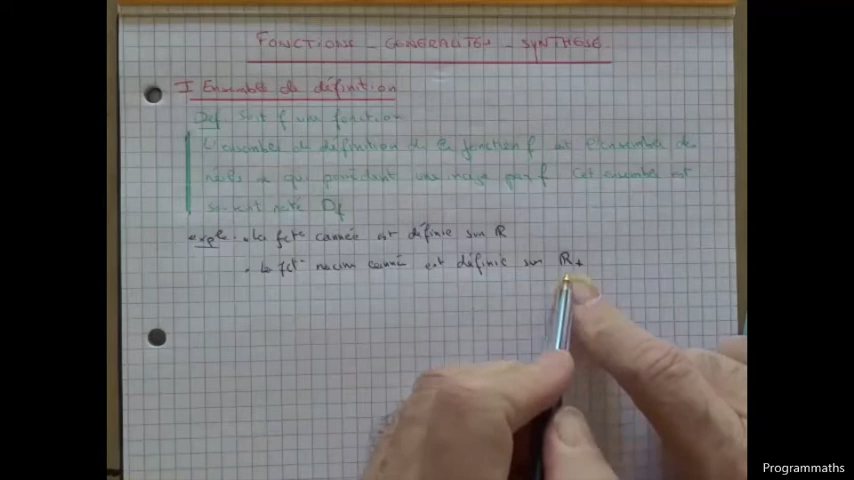 FONCTIONS - GENERALITES - SYNTHESE
I Ensemble de définition
Def. Soit f une fonction
L'ensemble de définition de la fonction f est l'ensemble des
réels x qui possèdent une image par f. Cet ensemble est
souvent noté Df
exple. . La fct° carrée est définie sur ℝ
. La fct° racine carrée est définie sur ℝ+
Programmaths